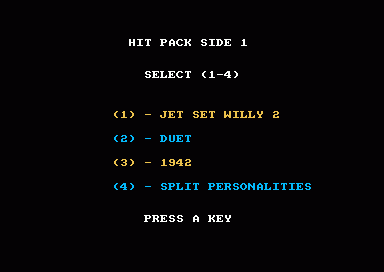 HIT PACK SIDE 1
SELECT (1-4)
(1) - JET SET WILLY 2
(2) - DUET
(3) - 1942
(4) - SPLIT PERSONALITIES
PRESS A KEY